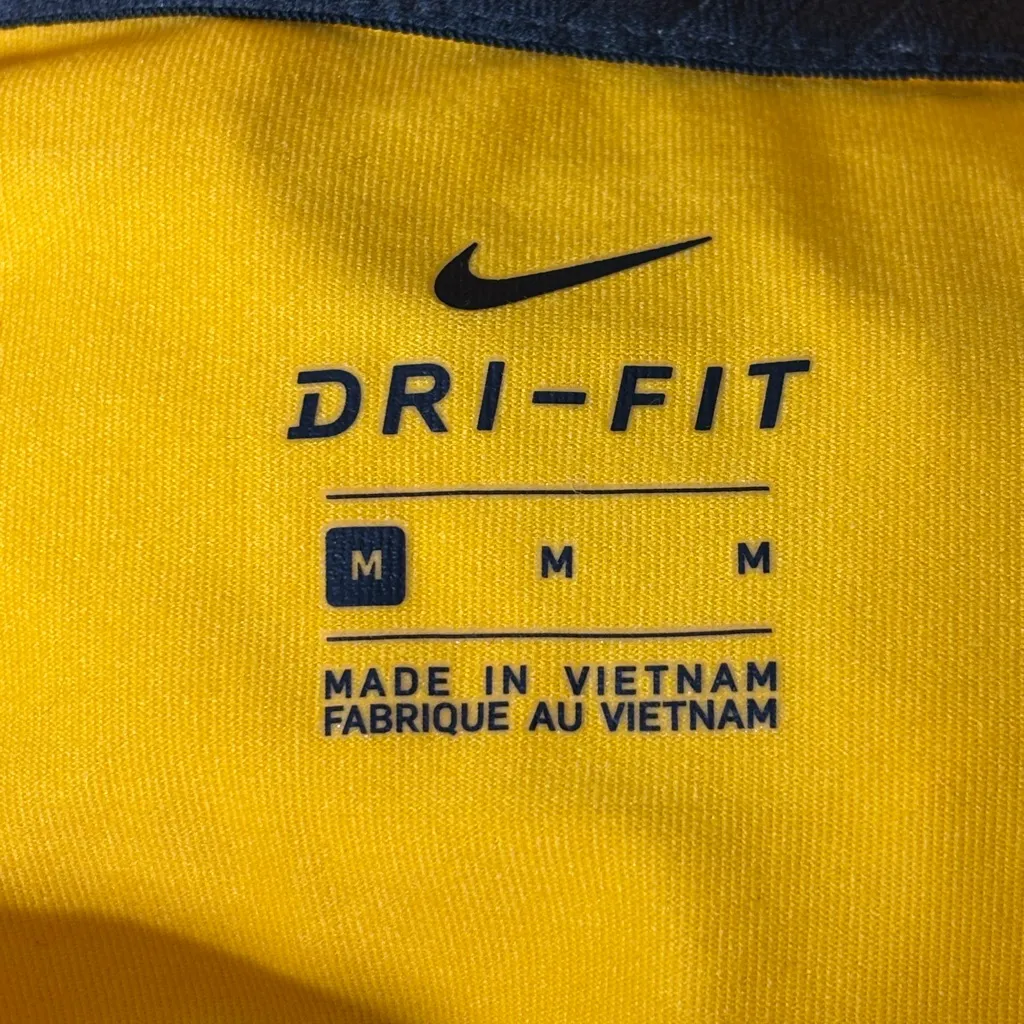 DRI-FIT
M M M
MADE IN VIETNAM
FABRIQUE AU VIETNAM